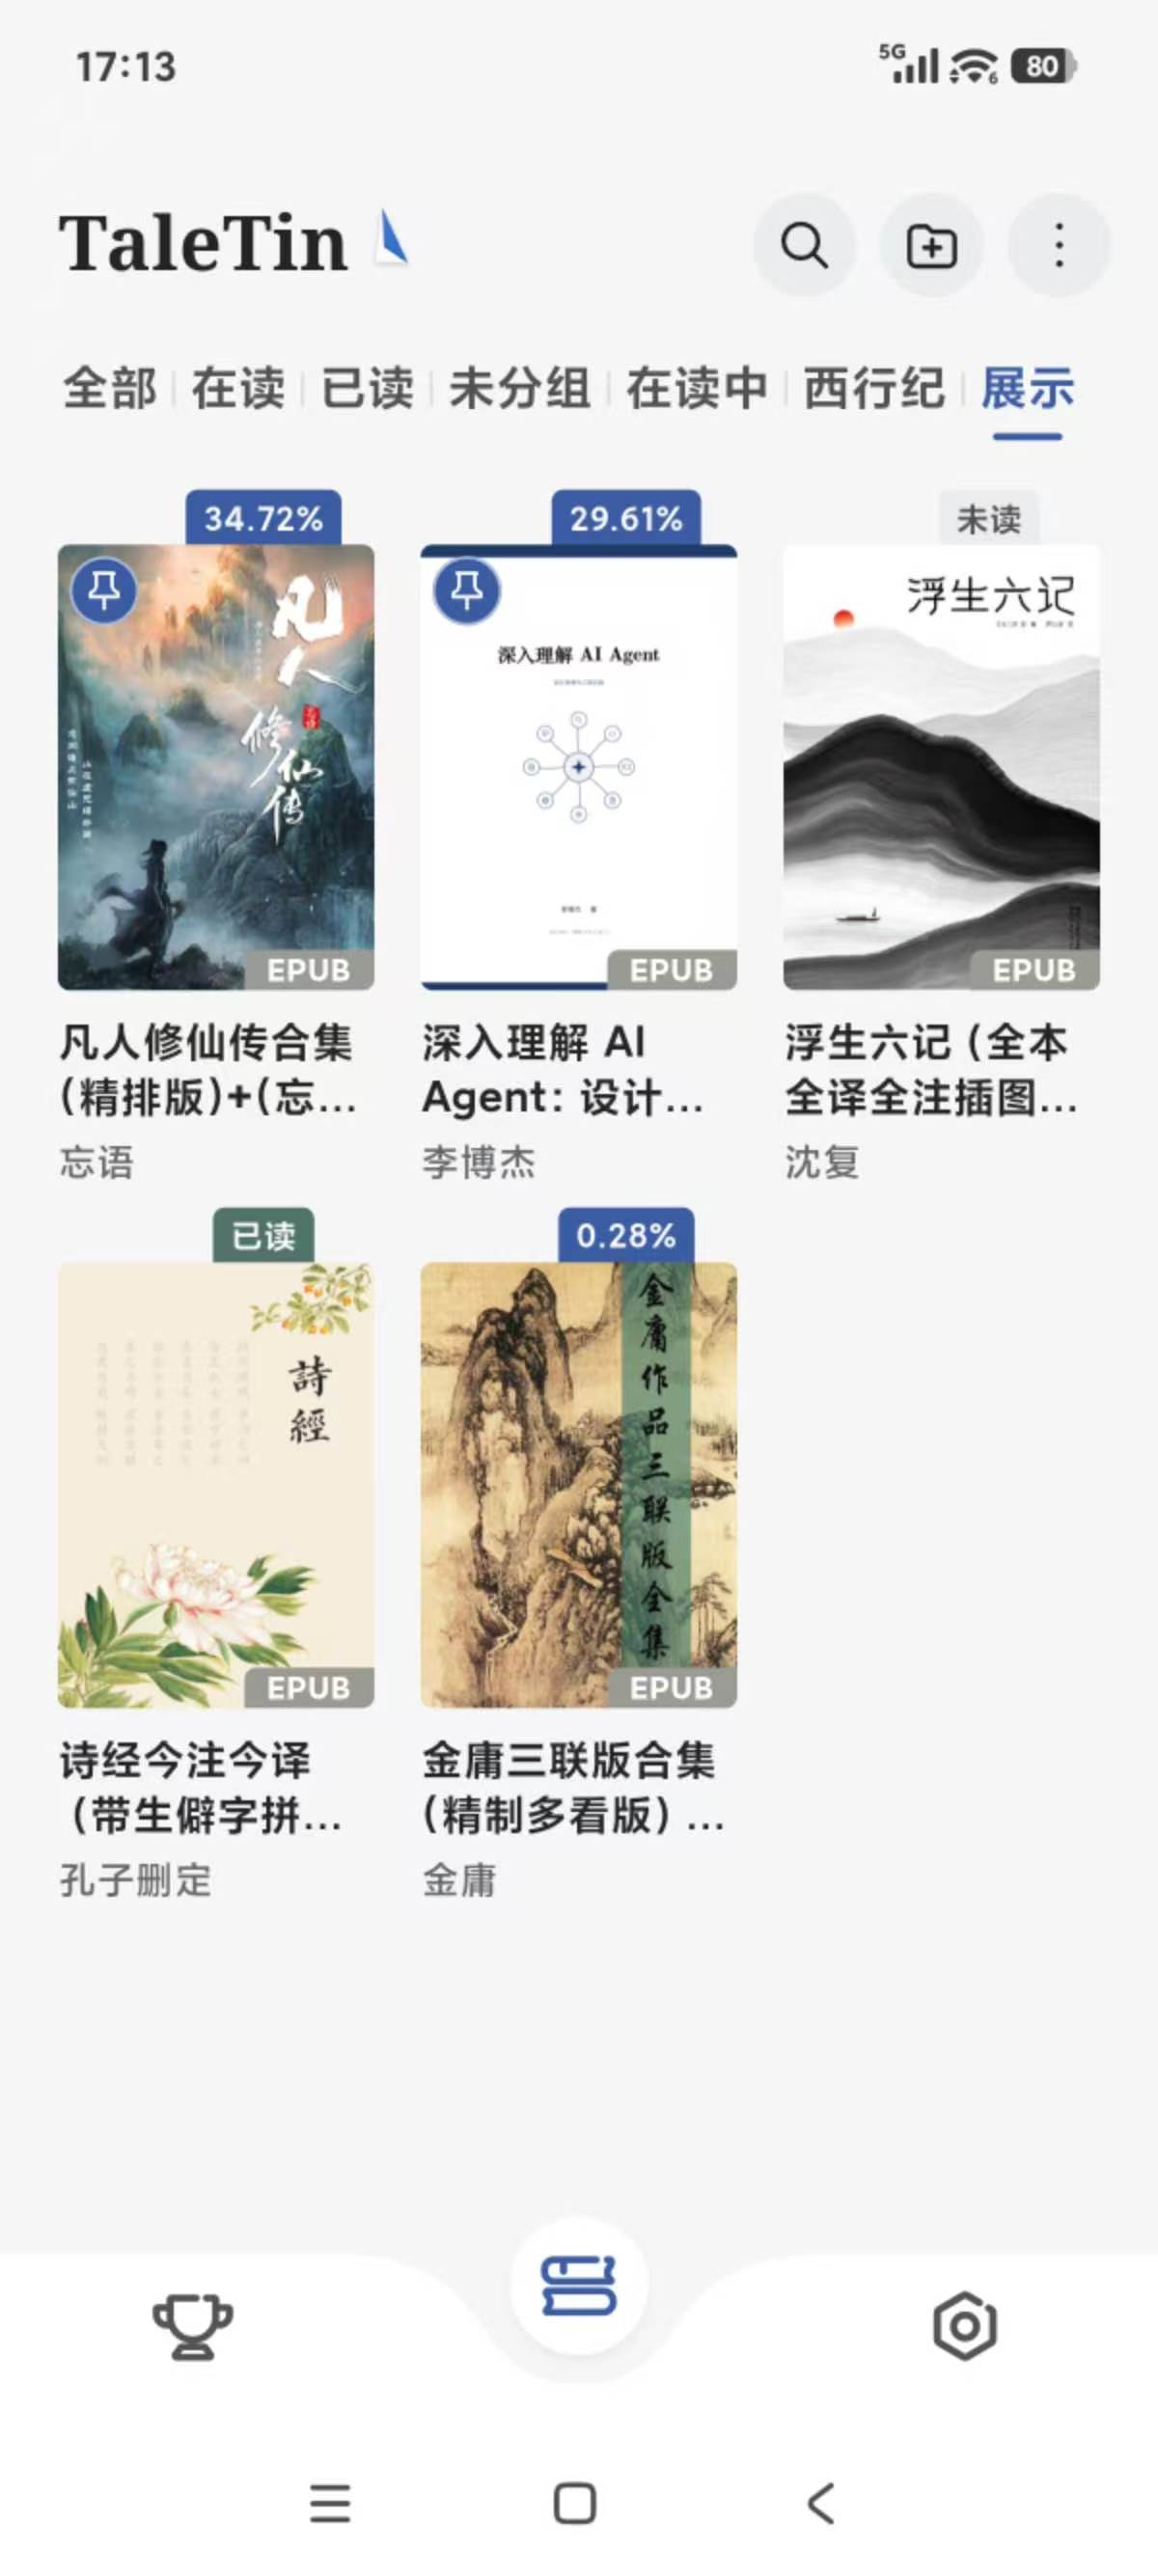 17:13
5G
6
80
TaleTin
全部 在读 已读 未分组 在读中 西行纪 展示
34.72%
29.61%
未读
凡人修仙传
EPUB
深入理解 AI Agent
EPUB
浮生六记
EPUB
凡人修仙传合集
(精排版)+(忘...
忘语
深入理解 AI
Agent: 设计...
李博杰
浮生六记 (全本
全译全注插图...
沈复
已读
0.28%
詩經
EPUB
金庸作品三联版全集
EPUB
诗经今注今译
(带生僻字拼...
孔子删定
金庸三联版合集
(精制多看版) ...
金庸